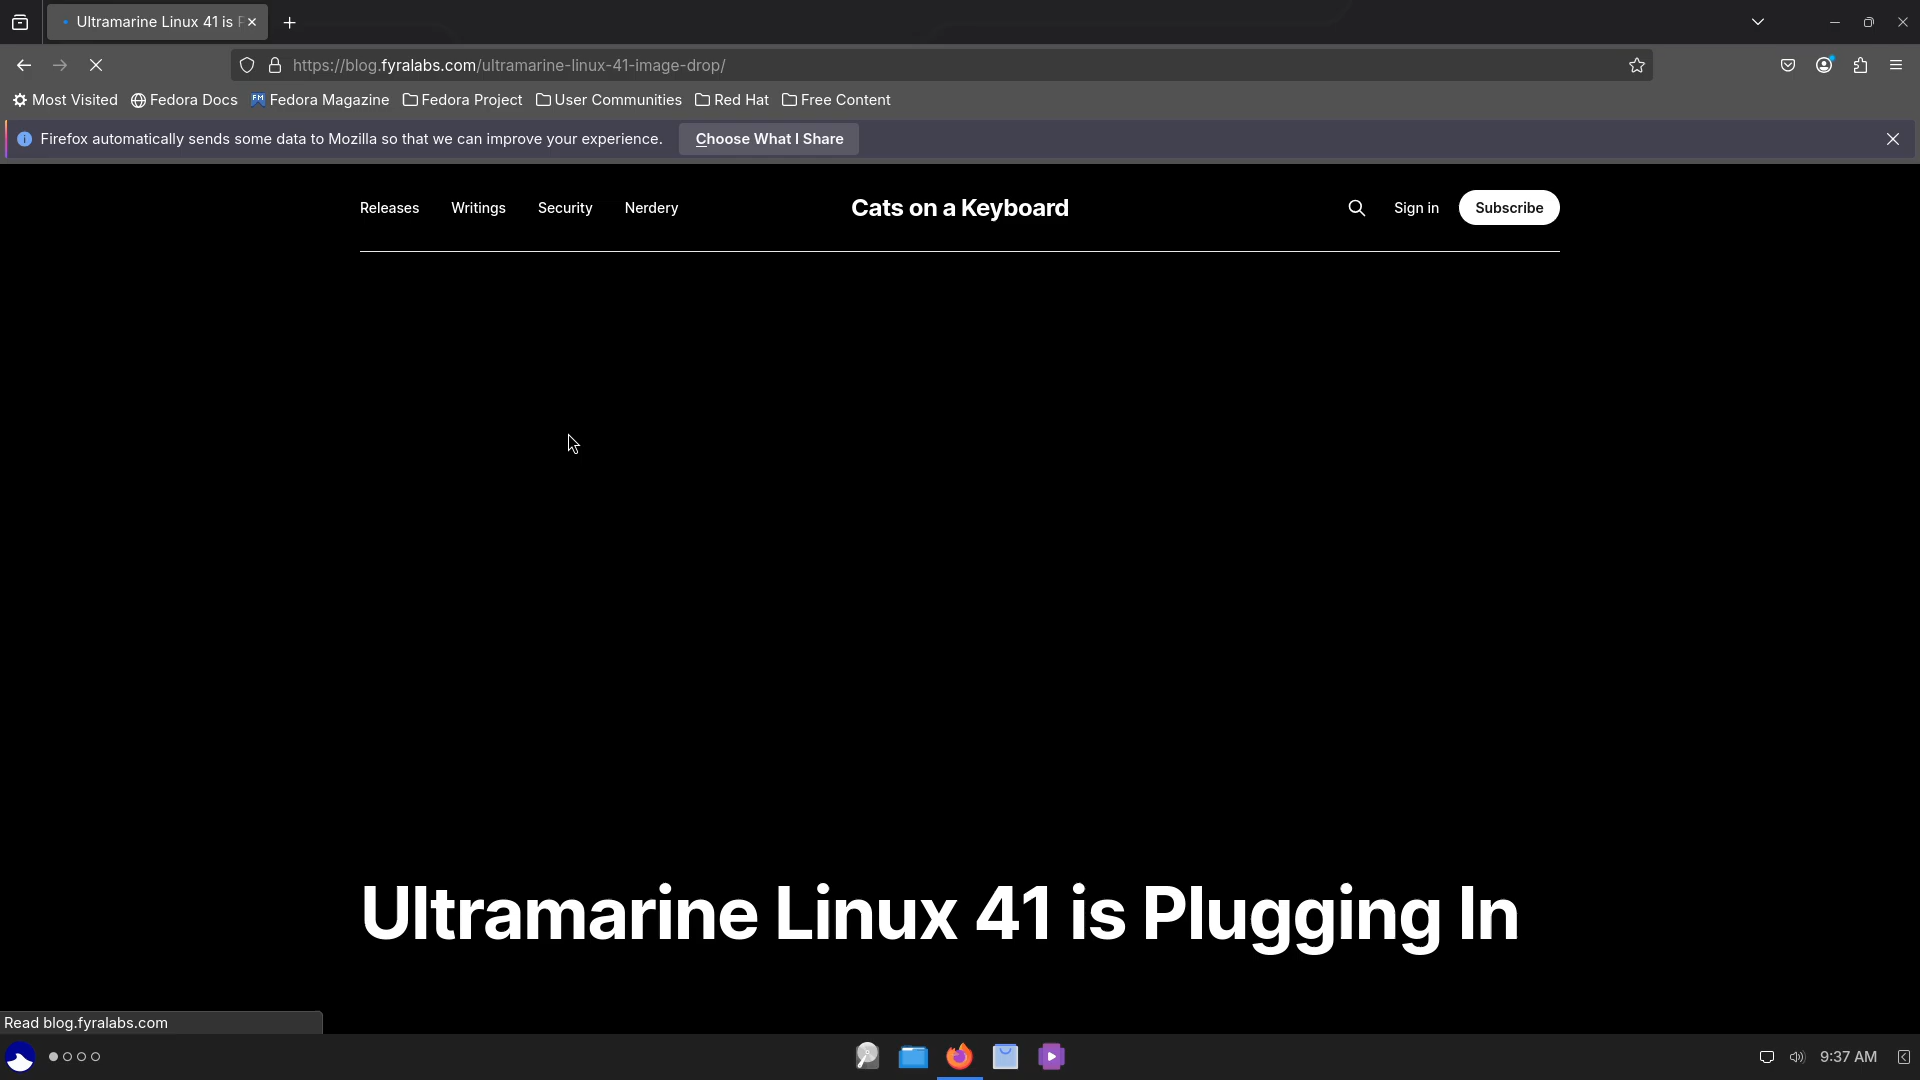 Ultramarine Linux 41 is
https://blog.fyralabs.com/ultramarine-linux-41-image-drop/
Most Visited Fedora Docs Fedora Magazine Fedora Project User Communities Red Hat Free Content
Firefox automatically sends some data to Mozilla so that we can improve your experience. Choose What I Share
Releases Writings Security Nerdery Cats on a Keyboard Sign in Subscribe
Ultramarine Linux 41 is Plugging In
Read blog.fyralabs.com
9:37 AM